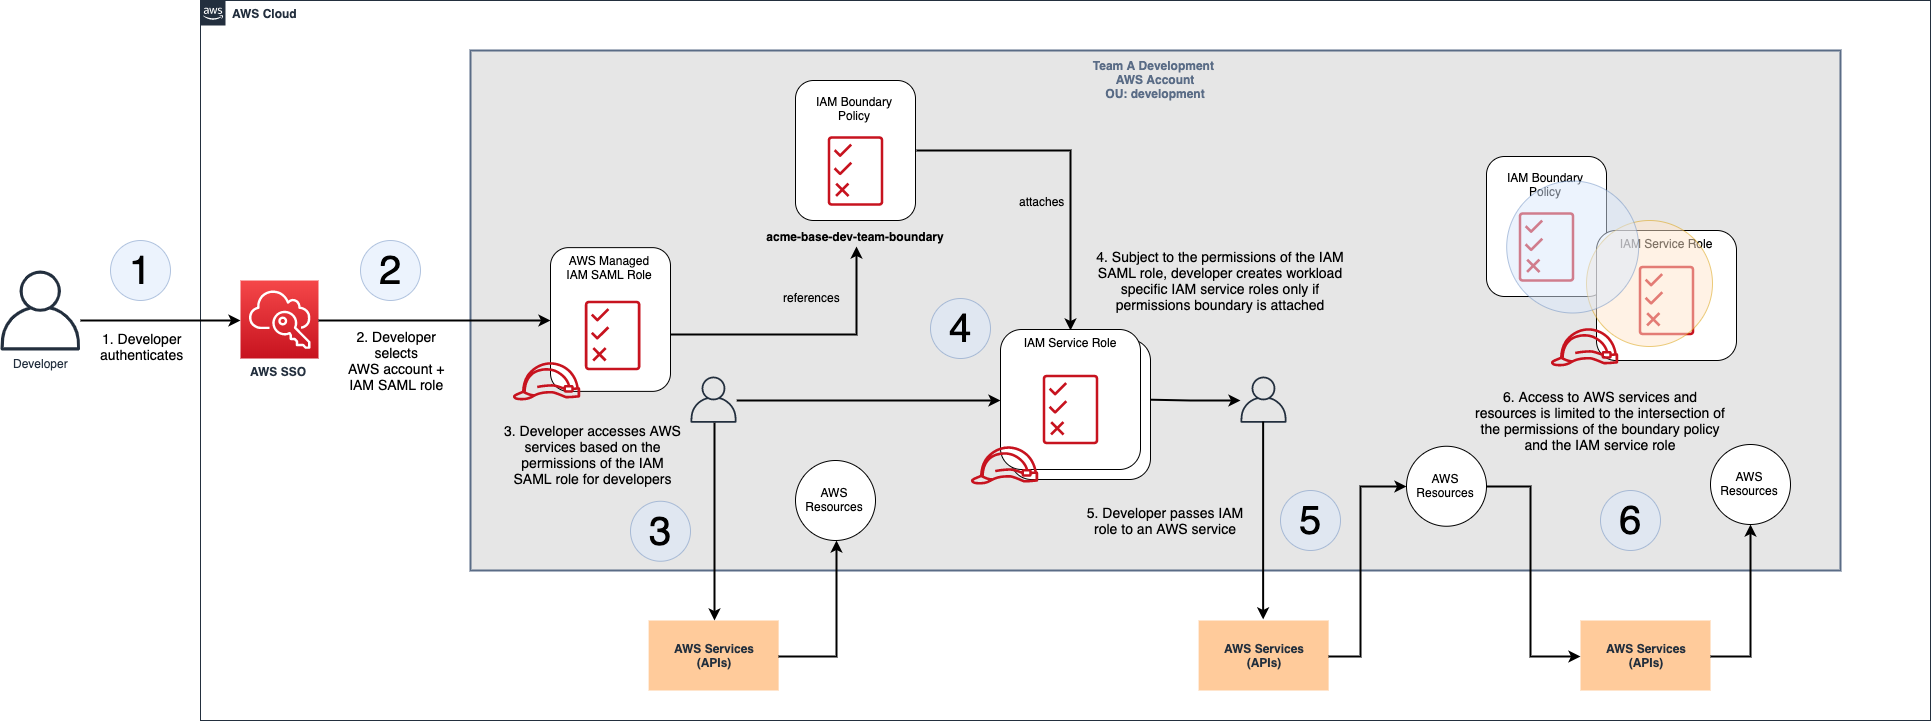 aws
AWS Cloud
Team A Development
AWS Account
OU: development
IAM Boundary
Policy
acme-base-dev-team-boundary
attaches
references
AWS Managed
IAM SAML Role
1
Developer
1. Developer
authenticates
AWS SSO
2
2. Developer
selects
AWS account +
IAM SAML role
3. Developer accesses AWS
services based on the
permissions of the IAM
SAML role for developers
3
AWS
Resources
AWS Services
(APIs)
4
4. Subject to the permissions of the IAM
SAML role, developer creates workload
specific IAM service roles only if
permissions boundary is attached
IAM Service Role
5. Developer passes IAM
role to an AWS service
5
AWS Services
(APIs)
AWS
Resources
IAM Boundary
Policy
IAM Service Role
6. Access to AWS services and
resources is limited to the intersection of
the permissions of the boundary policy
and the IAM service role
6
AWS
Resources
AWS Services
(APIs)